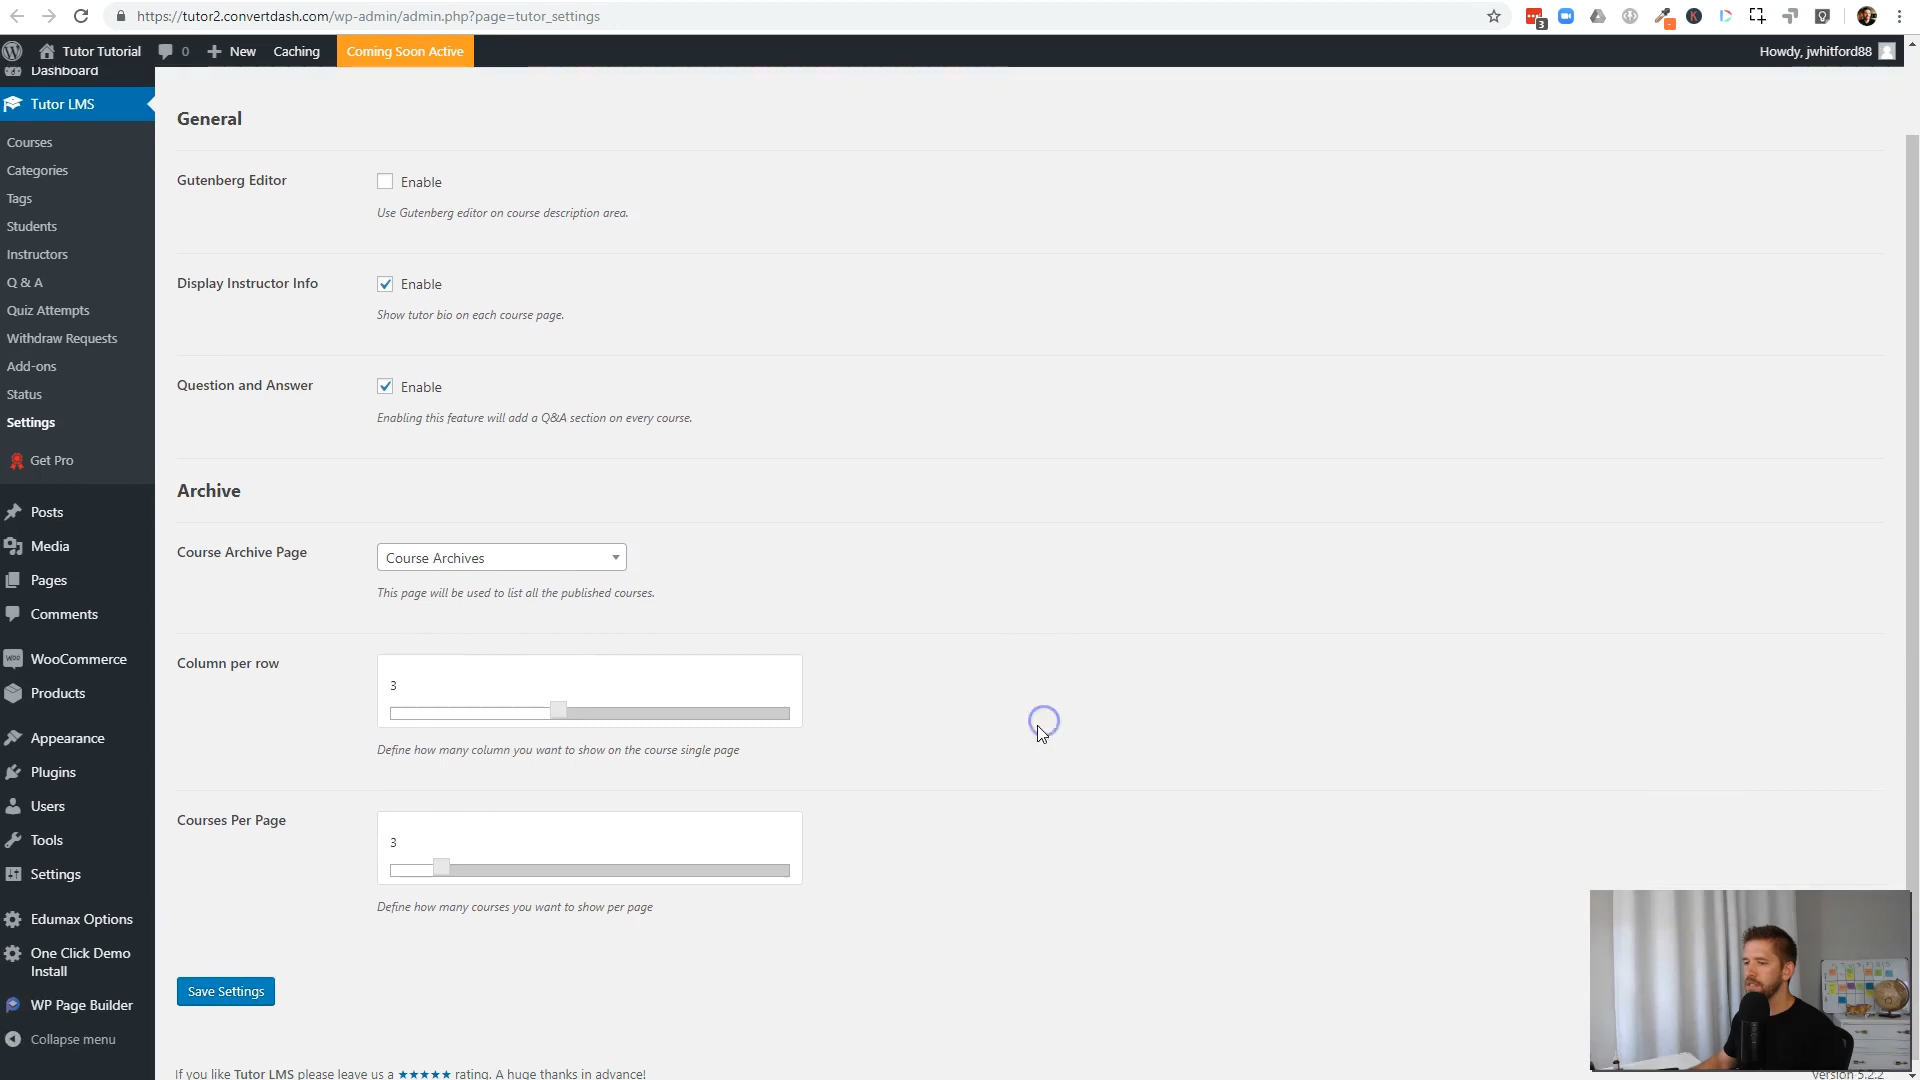 https://tutor2.convertdash.com/wp-admin/admin.php?page=tutor_settings
3
Tutor Tutorial
0
New
Caching
Coming Soon Active
Howdy, jwhitford88
Dashboard
Tutor LMS
Courses
Categories
Tags
Students
Instructors
Q & A
Quiz Attempts
Withdraw Requests
Add-ons
Status
Settings
Get Pro
Posts
Media
Pages
Comments
WooCommerce
Products
Appearance
Plugins
Users
Tools
Settings
Edumax Options
One Click Demo
Install
WP Page Builder
Collapse menu
General
Gutenberg Editor
Enable
Use Gutenberg editor on course description area.
Display Instructor Info
Enable
Show tutor bio on each course page.
Question and Answer
Enable
Enabling this feature will add a Q&A section on every course.
Archive
Course Archive Page
Course Archives
This page will be used to list all the published courses.
Column per row
3
Define how many column you want to show on the course single page
Courses Per Page
3
Define how many courses you want to show per page
Save Settings
If you like Tutor LMS please leave us a ★★★★★ rating. A huge thanks in advance!
Version 5.2.2